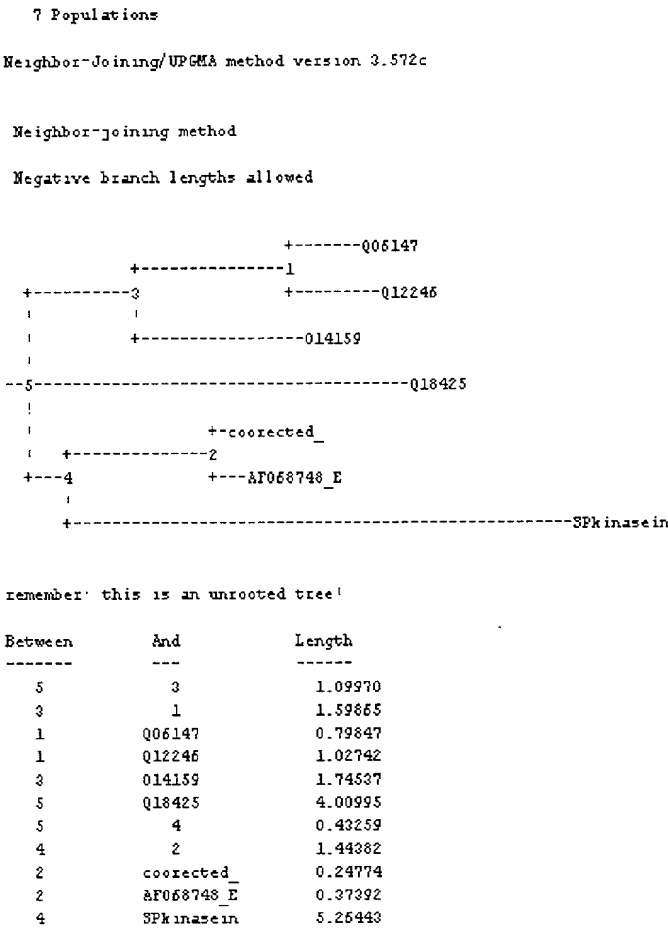 7 Populations
Neighbor-Joining/UPGMA method version 3.572c
Neighbor-joining method
Negative branch lengths allowed
+-------Q06147
+----------------1
+----------3 +---------Q12246
! !
! +-----------------O14159
!
--5---------------------------------------Q18425
!
! +-coorected_
! +---------------2
+---4 +---AF068748_E
!
+----------------------------------------------------SPkinasein
remember: this is an unrooted tree!
Between And Length
------- --- ------
5 3 1.09970
3 1 1.59865
1 Q06147 0.79847
1 Q12246 1.02742
3 O14159 1.74537
5 Q18425 4.00995
5 4 0.43259
4 2 1.44382
2 coorected_ 0.24774
2 AF068748_E 0.37392
4 SPkinasein 5.26443